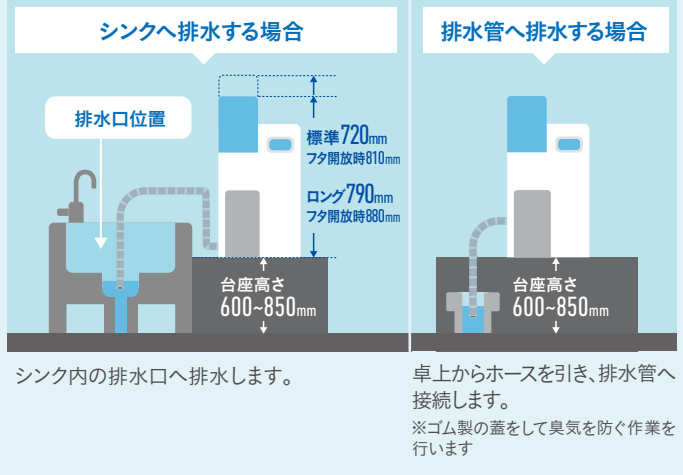 シンクへ排水する場合
排水口位置
標準720mm
フタ開放時810mm
ロング790mm
フタ開放時880mm
台座高さ
600~850mm
シンク内の排水口へ排水します。
排水管へ排水する場合
台座高さ
600~850mm
卓上からホースを引き、排水管へ
接続します。
※ゴム製の蓋をして臭気を防ぐ作業を
行います